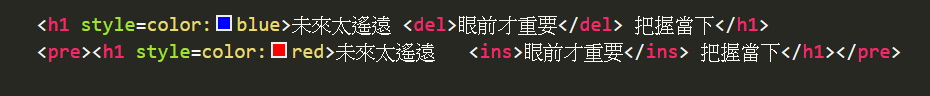 <h1 style=color:blue>未來太遙遠 <del>眼前才重要</del> 把握當下</h1>
<pre><h1 style=color:red>未來太遙遠   <ins>眼前才重要</ins> 把握當下</h1></pre>